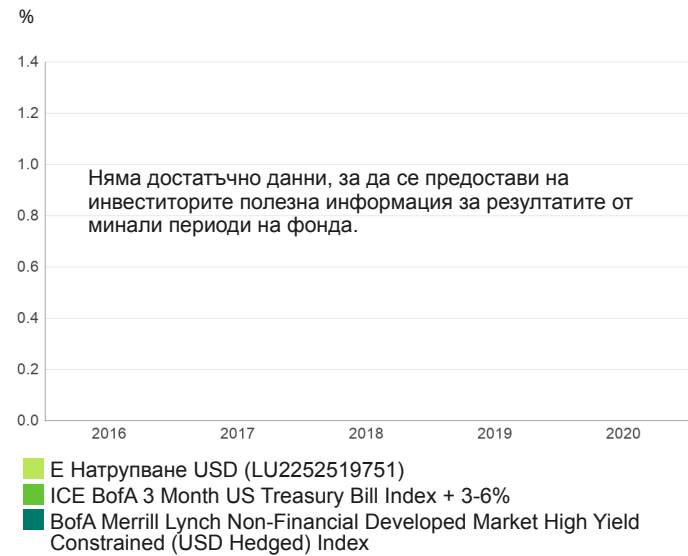 %
1.4
1.2
1.0
Няма достатъчно данни, за да се предостави на
инвеститорите полезна информация за резултатите от
минали периоди на фонда.
0.8
0.6
0.4
0.2
0.0
2016 2017 2018 2019 2020
Е Натрупване USD (LU2252519751)
ICE BofA 3 Month US Treasury Bill Index + 3-6%
BofA Merrill Lynch Non-Financial Developed Market High Yield
Constrained (USD Hedged) Index